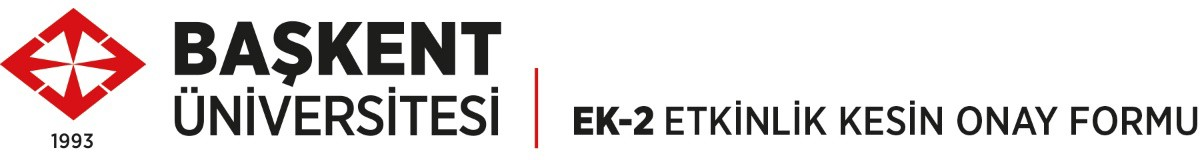 BAŞKENT
ÜNİVERSİTESİ
1993
EK-2 ETKİNLİK KESİN ONAY FORMU